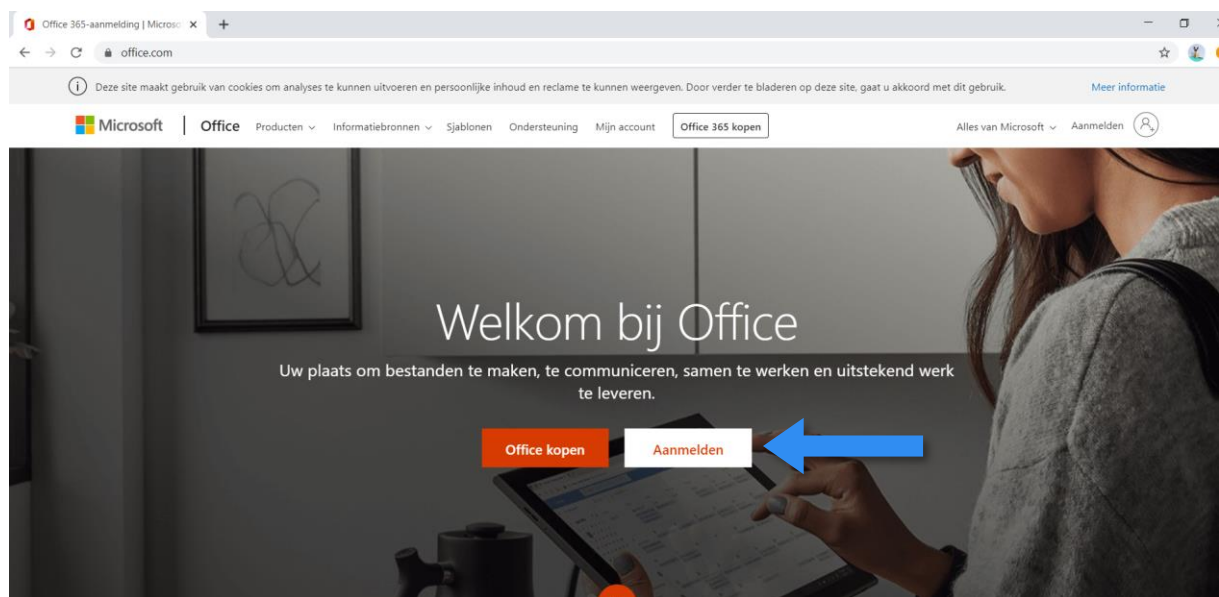 Office 365-aanmelding | Microso
office.com
Deze site maakt gebruik van cookies om analyses te kunnen uitvoeren en persoonlijke inhoud en reclame te kunnen weergeven. Door verder te bladeren op deze site, gaat u akkoord met dit gebruik. Meer informatie
Microsoft | Office Producten Informatiebronnen Sjablonen Ondersteuning Mijn account Office 365 kopen Alles van Microsoft Aanmelden
Welkom bij Office
Uw plaats om bestanden te maken, te communiceren, samen te werken en uitstekend werk
te leveren.
Office kopen Aanmelden